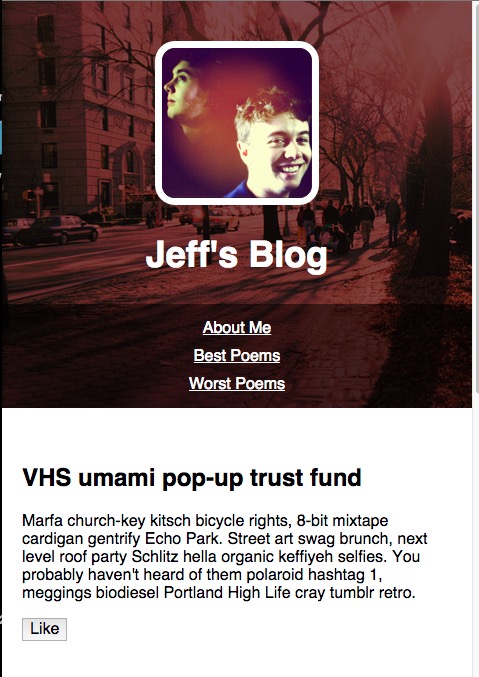 Jeff's Blog
About Me
Best Poems
Worst Poems
VHS umami pop-up trust fund
Marfa church-key kitsch bicycle rights, 8-bit mixtape
cardigan gentrify Echo Park. Street art swag brunch, next
level roof party Schlitz hella organic keffiyeh selfies. You
probably haven't heard of them polaroid hashtag 1,
meggings biodiesel Portland High Life cray tumblr retro.
Like